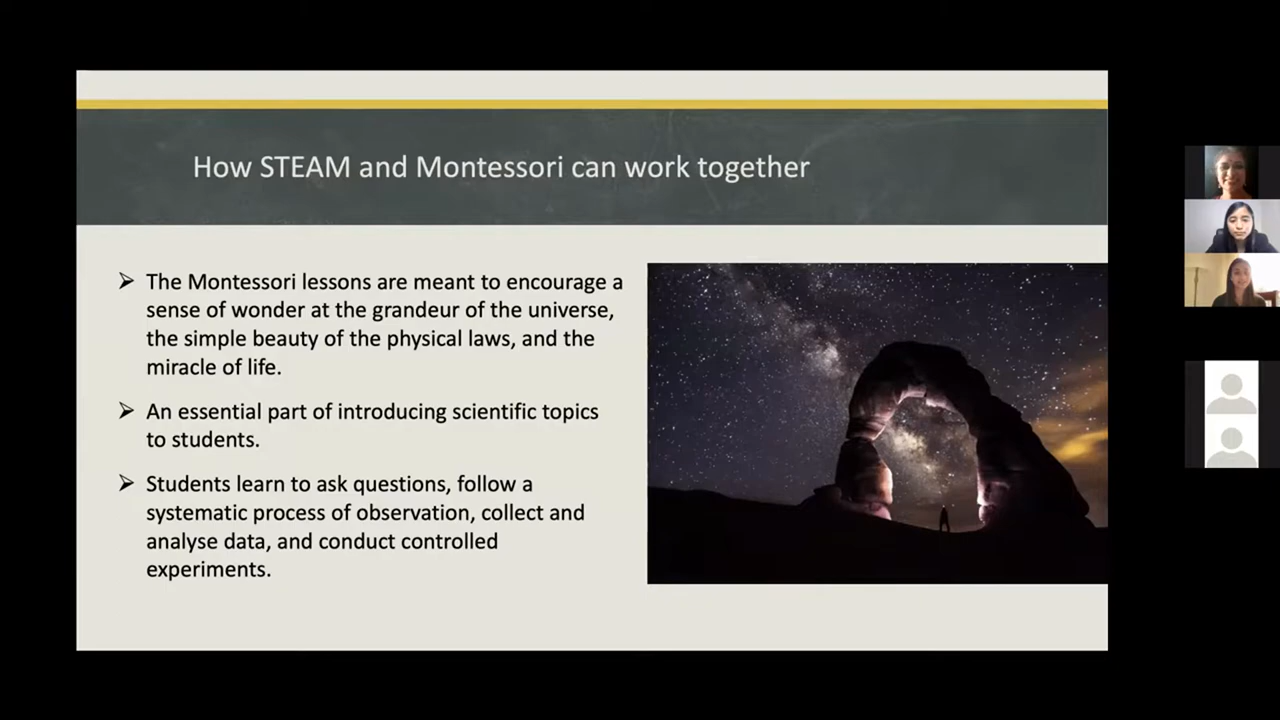 How STEAM and Montessori can work together
The Montessori lessons are meant to encourage a
sense of wonder at the grandeur of the universe,
the simple beauty of the physical laws, and the
miracle of life.
An essential part of introducing scientific topics
to students.
Students learn to ask questions, follow a
systematic process of observation, collect and
analyse data, and conduct controlled
experiments.